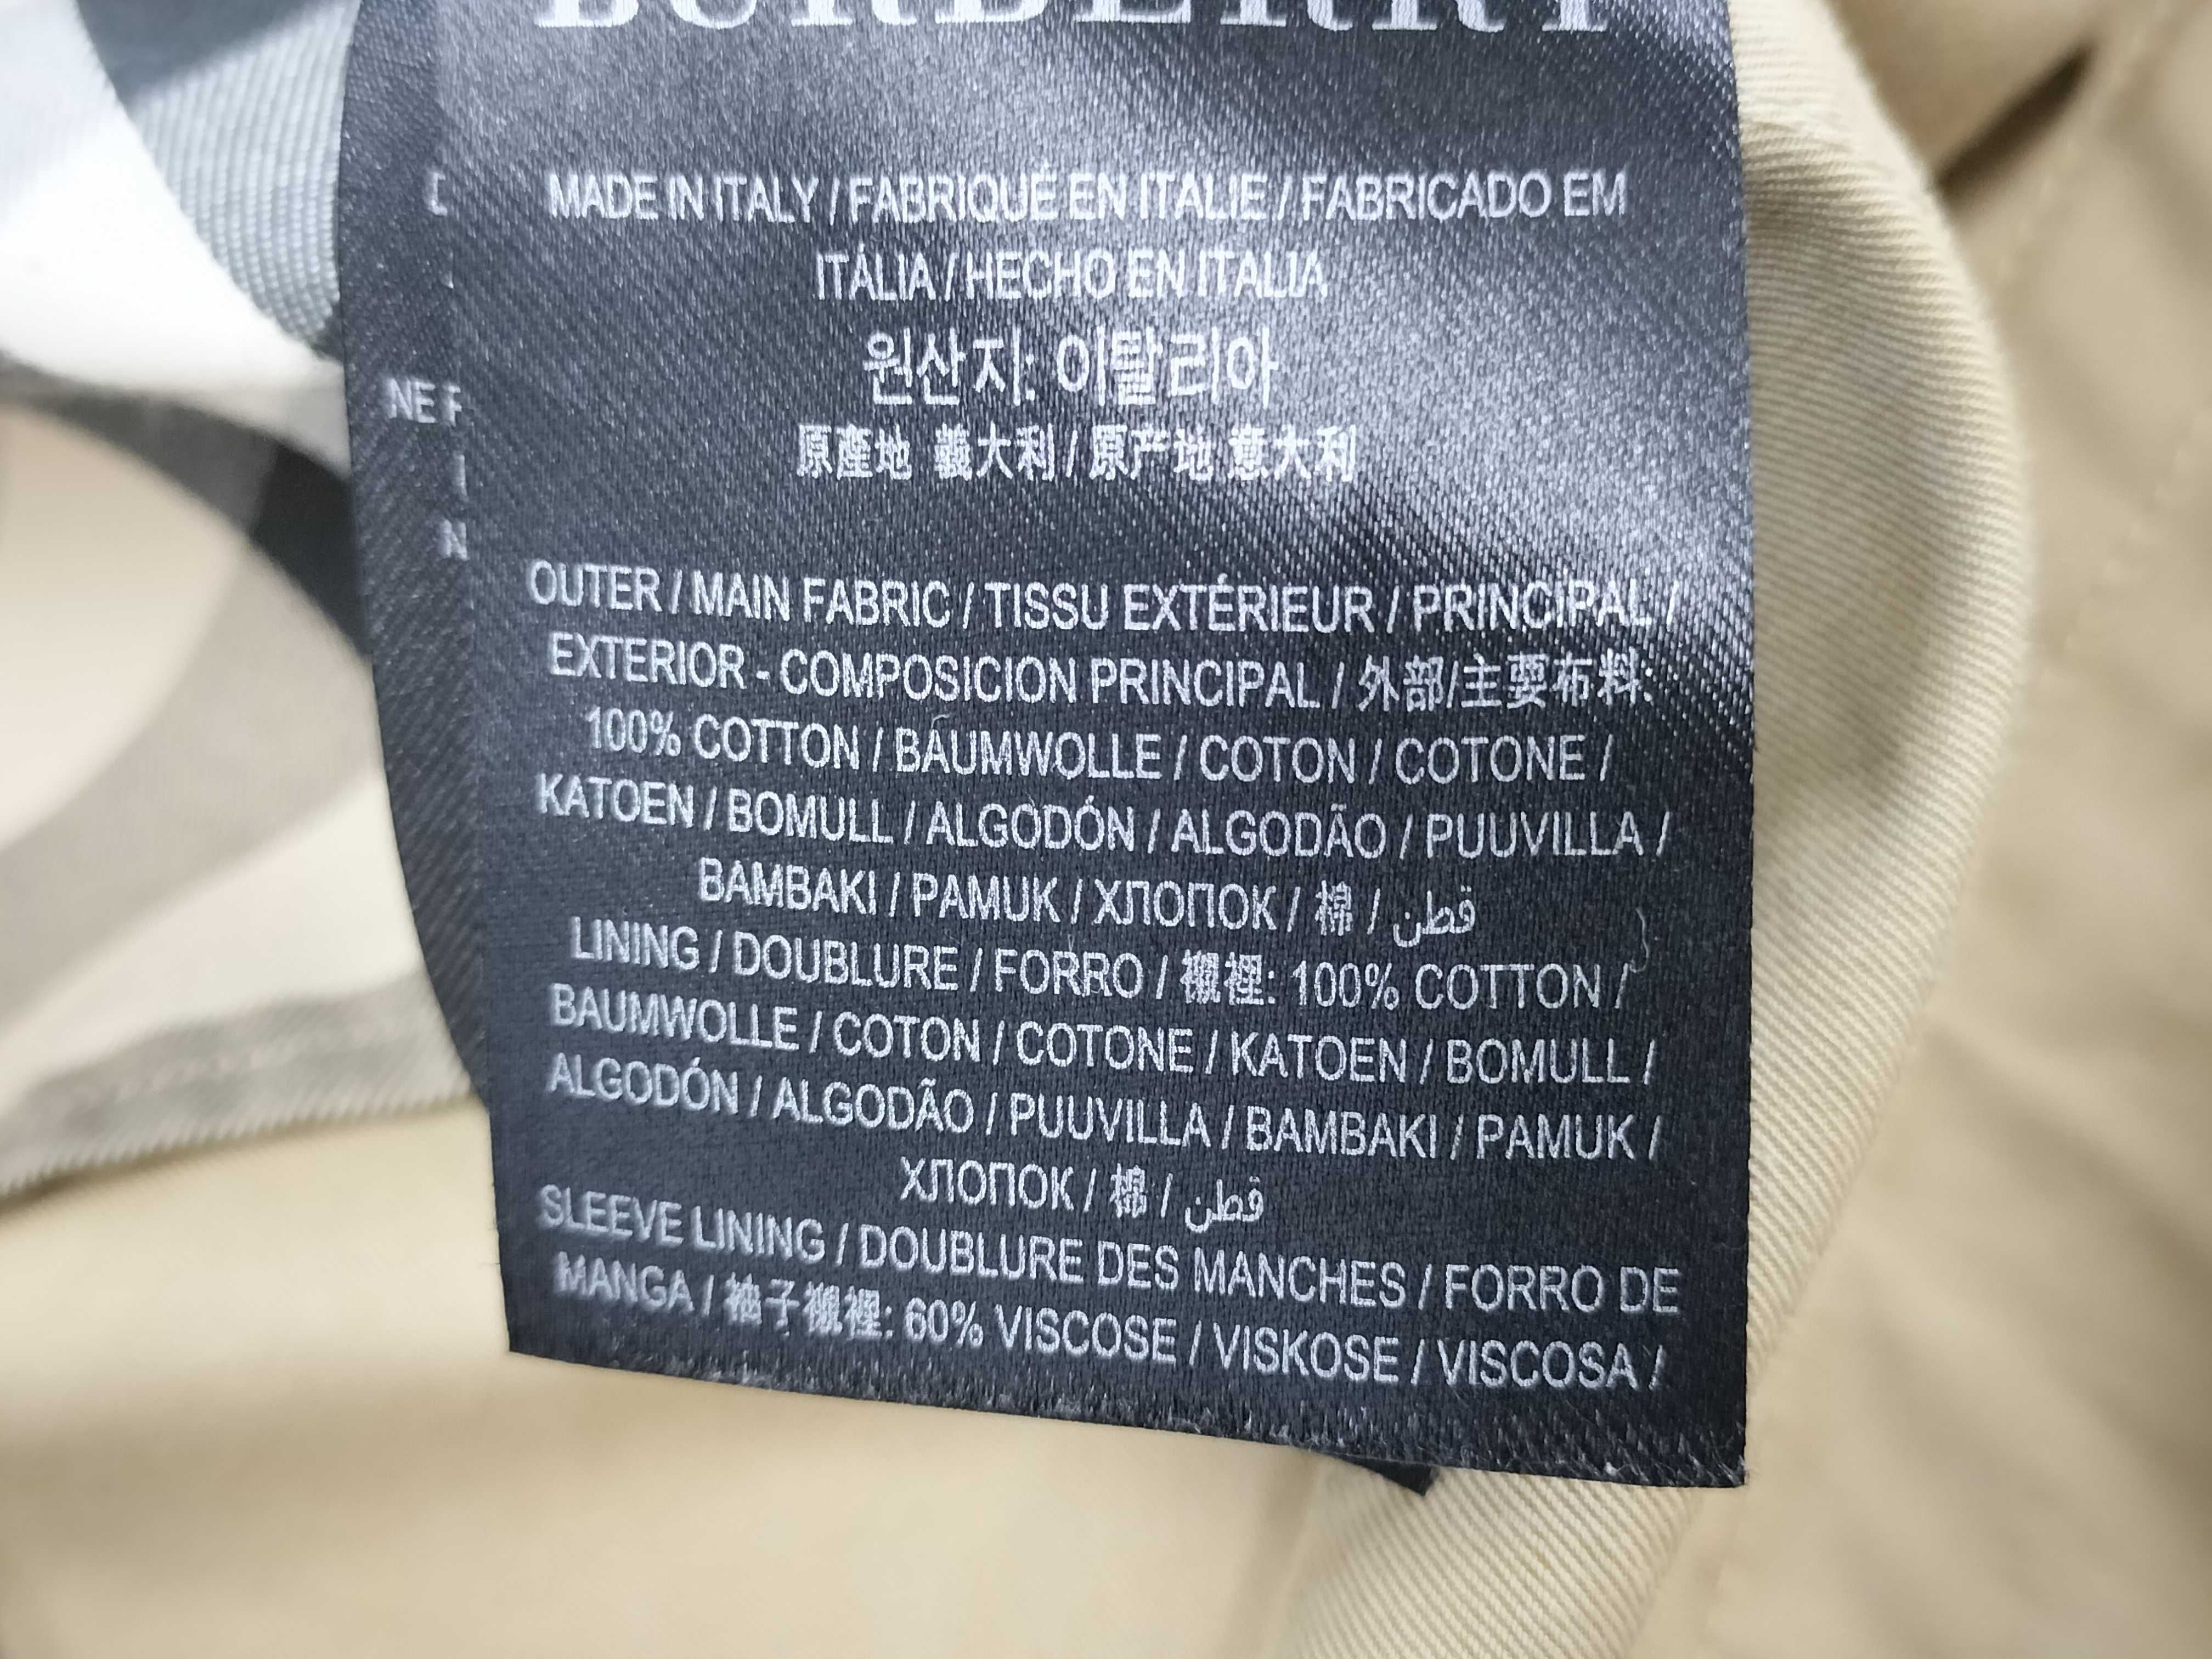 BURBERRY
MADE IN ITALY / FABRIQUÉ EN ITALIE / FABRICADO EM
ITÁLIA / HECHO EN ITALIA
원산지: 이탈리아
原產地 義大利 / 原产地 意大利
OUTER / MAIN FABRIC / TISSU EXTÉRIEUR / PRINCIPAL /
EXTERIOR - COMPOSICION PRINCIPAL / 外部/主要布料:
100% COTTON / BAUMWOLLE / COTON / COTONE /
KATOEN / BOMULL / ALGODÓN / ALGODÃO / PUUVILLA /
BAMBAKI / PAMUK / ХЛОПОК / 棉 / قطن
LINING / DOUBLURE / FORRO / 襯裡: 100% COTTON /
BAUMWOLLE / COTON / COTONE / KATOEN / BOMULL /
ALGODÓN / ALGODÃO / PUUVILLA / BAMBAKI / PAMUK /
ХЛОПОК / 棉 / قطن
SLEEVE LINING / DOUBLURE DES MANCHES / FORRO DE
MANGA / 袖子襯裡: 60% VISCOSE / VISKOSE / VISCOSA /